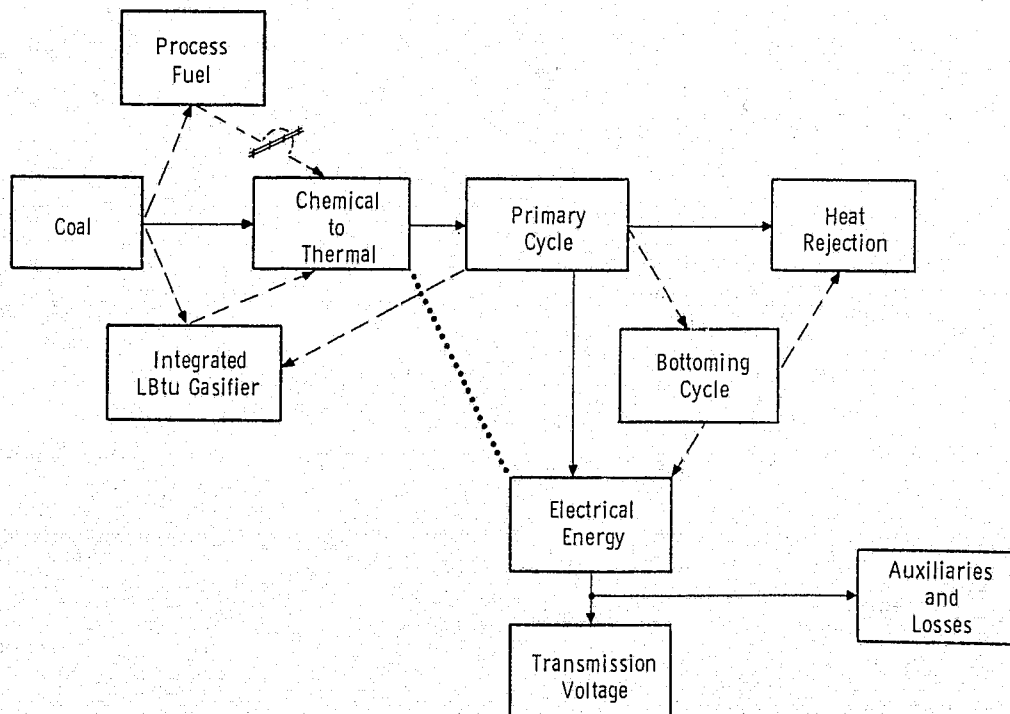 Process
Fuel
Coal
Chemical
to
Thermal
Primary
Cycle
Heat
Rejection
Integrated
LBtu Gasifier
Bottoming
Cycle
Electrical
Energy
Auxiliaries
and
Losses
Transmission
Voltage